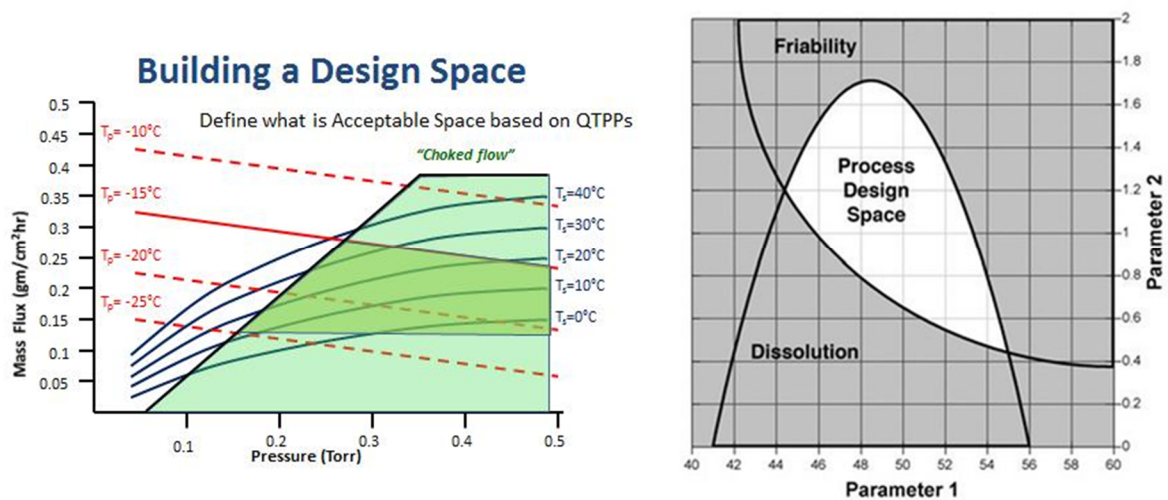 Building a Design Space
Define what is Acceptable Space based on QTPPs
"Choked flow"
Mass Flux (gm/cm²hr)
0.5
0.45
0.4
0.35
0.3
0.25
0.2
0.15
0.1
0.05
Tp= -10°C
Tp= -15°C
Tp= -20°C
Tp= -25°C
Ts=40°C
Ts=30°C
Ts=20°C
Ts=10°C
Ts=0°C
0.1 0.2 0.3 0.4 0.5
Pressure (Torr)
Friability
Process
Design
Space
Dissolution
2
1.8
1.6
1.4
1.2
1
0.8
0.6
0.4
0.2
0
Parameter 2
40 42 44 46 48 50 52 54 56 58 60
Parameter 1